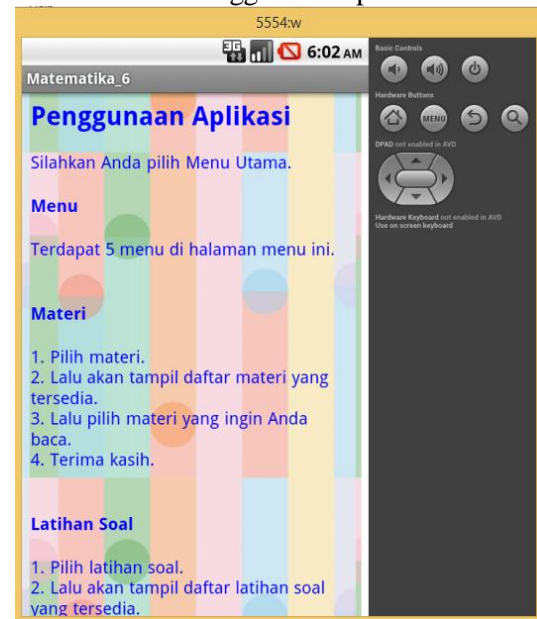 5554:w
3G 6:02 AM
Matematika_6
Penggunaan Aplikasi
Silahkan Anda pilih Menu Utama.
Menu
Terdapat 5 menu di halaman menu ini.
Materi
1. Pilih materi.
2. Lalu akan tampil daftar materi yang
tersedia.
3. Lalu pilih materi yang ingin Anda
baca.
4. Terima kasih.
Latihan Soal
1. Pilih latihan soal.
2. Lalu akan tampil daftar latihan soal
yang tersedia.
Basic Controls
Hardware Buttons
MENU
DPAD not enabled in AVD
Hardware Keyboard not enabled in AVD
Use on screen keyboard